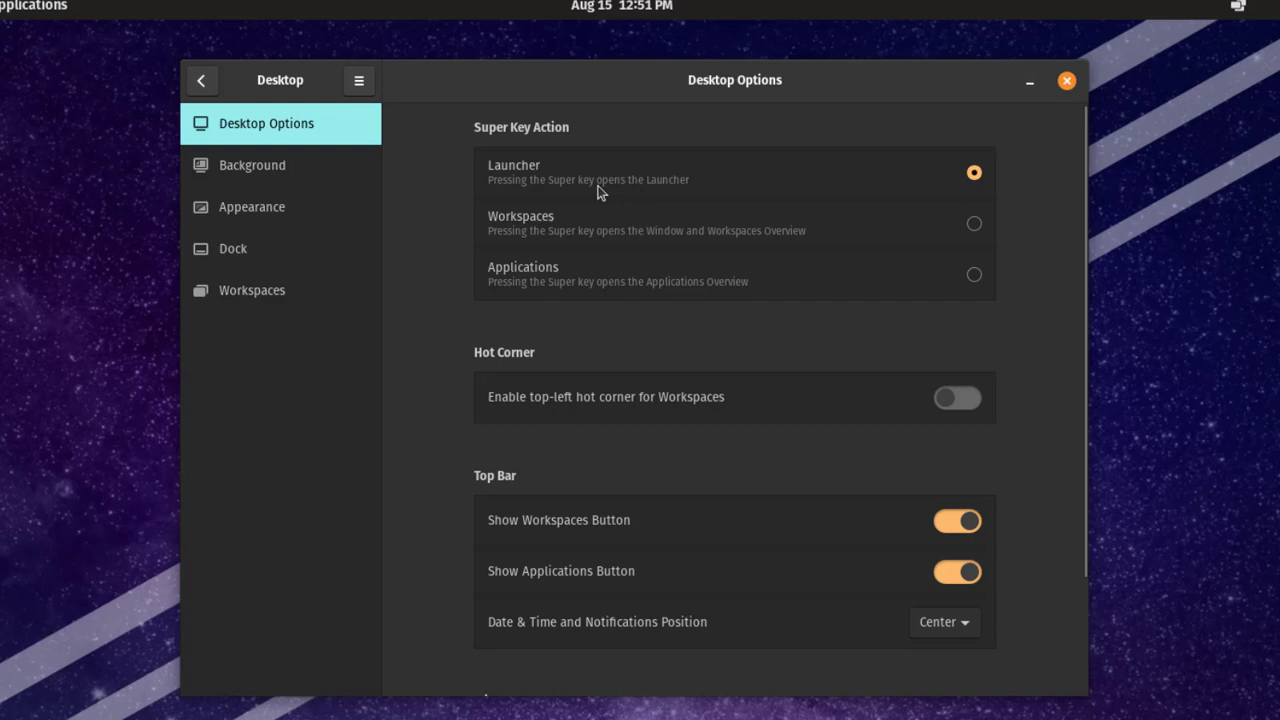 pplications
Aug 15 12:51 PM
Desktop
Desktop Options
Desktop Options
Background
Appearance
Dock
Workspaces
Super Key Action
Launcher
Pressing the Super key opens the Launcher
Workspaces
Pressing the Super key opens the Window and Workspaces Overview
Applications
Pressing the Super key opens the Applications Overview
Hot Corner
Enable top-left hot corner for Workspaces
Top Bar
Show Workspaces Button
Show Applications Button
Date & Time and Notifications Position
Center